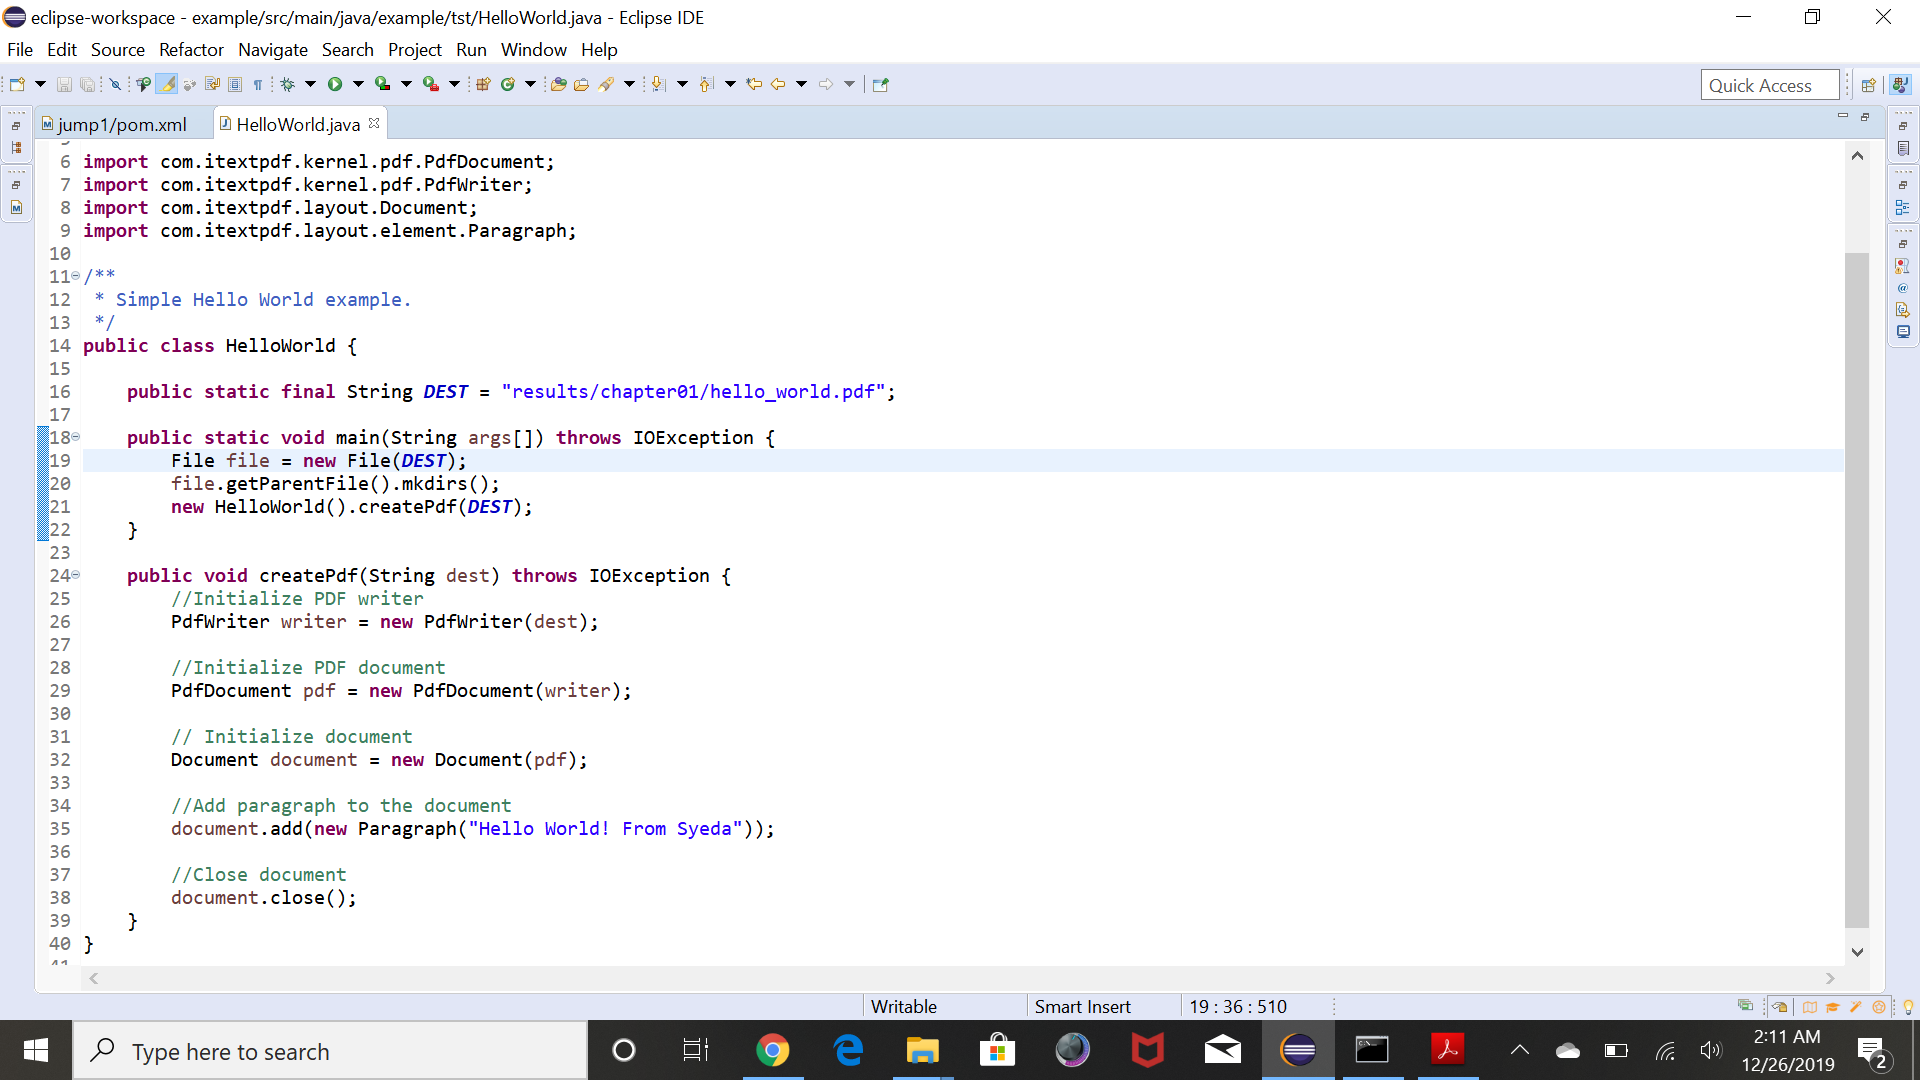 eclipse-workspace - example/src/main/java/example/tst/HelloWorld.java - Eclipse IDE
File Edit Source Refactor Navigate Search Project Run Window Help
Quick Access
jump1/pom.xml HelloWorld.java
6 import com.itextpdf.kernel.pdf.PdfDocument;
7 import com.itextpdf.kernel.pdf.PdfWriter;
8 import com.itextpdf.layout.Document;
9 import com.itextpdf.layout.element.Paragraph;
10
11 /**
12  * Simple Hello World example.
13  */
14 public class HelloWorld {
15
16     public static final String DEST = "results/chapter01/hello_world.pdf";
17
18     public static void main(String args[]) throws IOException {
19         File file = new File(DEST);
20         file.getParentFile().mkdirs();
21         new HelloWorld().createPdf(DEST);
22     }
23
24     public void createPdf(String dest) throws IOException {
25         //Initialize PDF writer
26         PdfWriter writer = new PdfWriter(dest);
27
28         //Initialize PDF document
29         PdfDocument pdf = new PdfDocument(writer);
30
31         // Initialize document
32         Document document = new Document(pdf);
33
34         //Add paragraph to the document
35         document.add(new Paragraph("Hello World! From Syeda"));
36
37         //Close document
38         document.close();
39     }
40 }
41
Writable Smart Insert 19 : 36 : 510
Type here to search
2:11 AM
12/26/2019
2